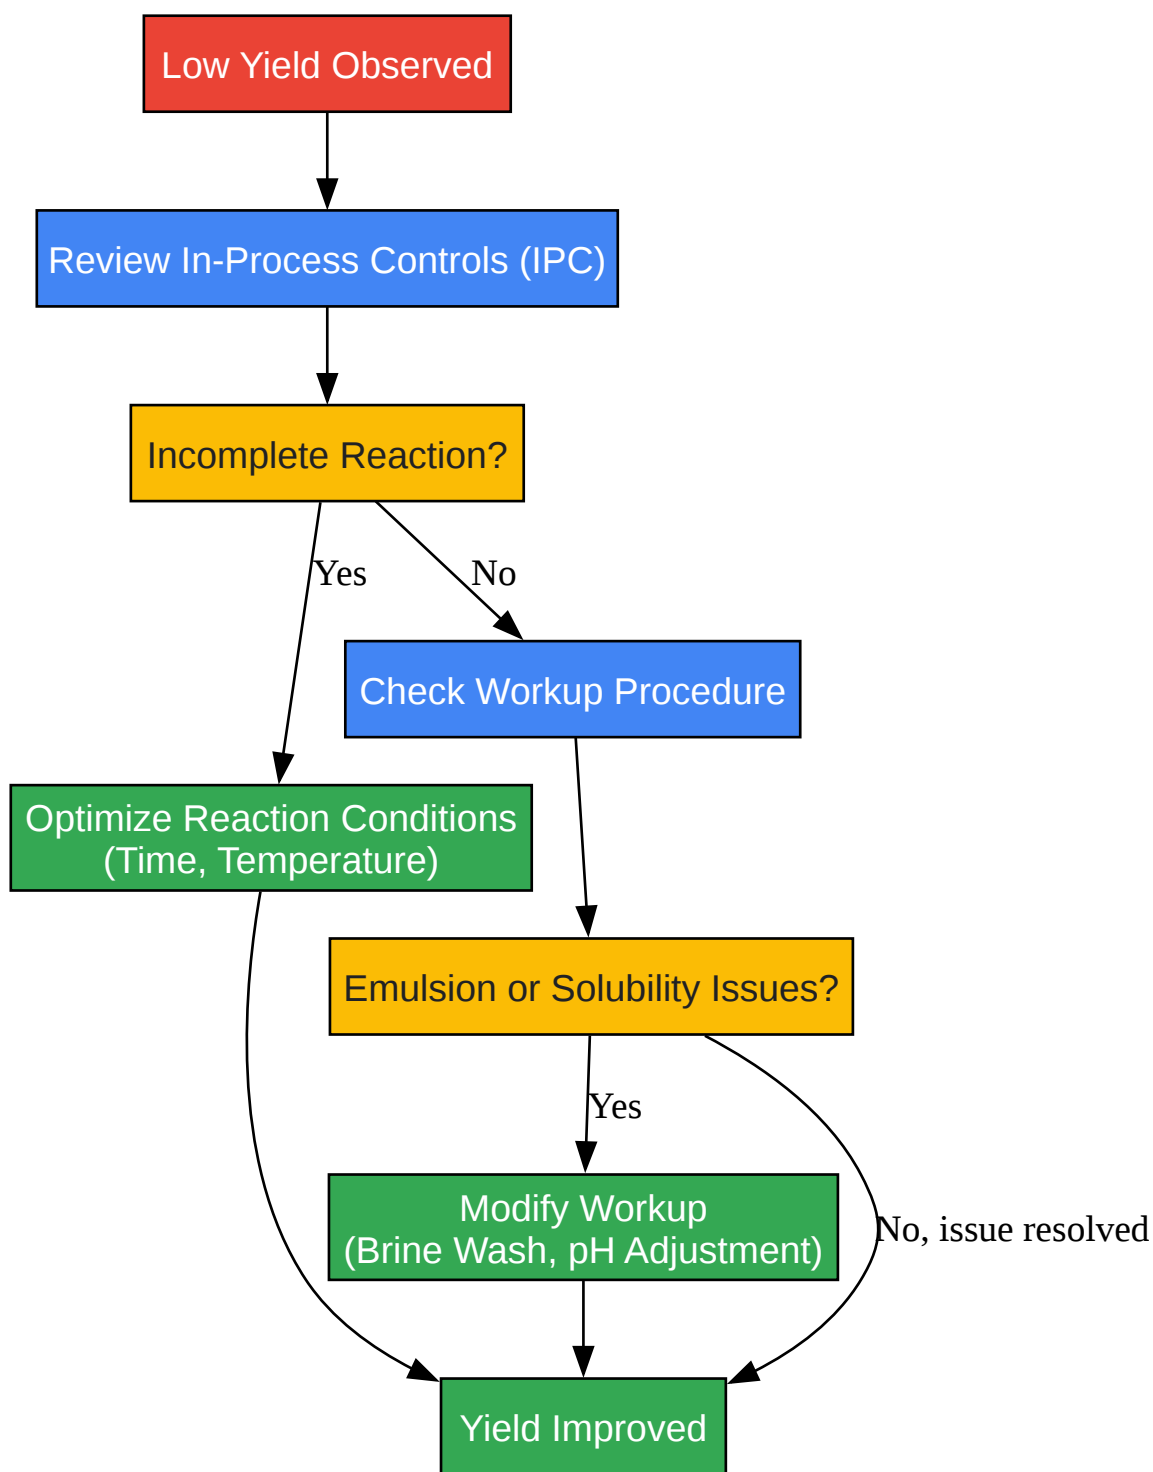 Low Yield Observed
Review In-Process Controls (IPC)
Incomplete Reaction?
Yes
No
Check Workup Procedure
Optimize Reaction Conditions
(Time, Temperature)
Emulsion or Solubility Issues?
Yes
Modify Workup
(Brine Wash, pH Adjustment)
No, issue resolved
Yield Improved